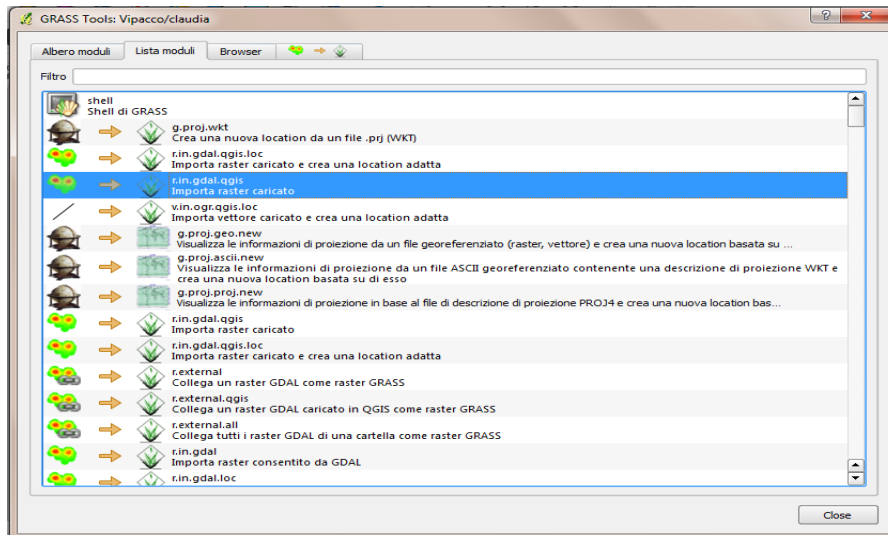 GRASS Tools: Vipacco/claudia
Albero moduli
Lista moduli
Browser
Filtro
shell
Shell di GRASS
g.proj.wkt
Crea una nuova location da un file .prj (WKT)
r.in.gdal.qgis.loc
Importa raster caricato e crea una location adatta
r.in.gdal.qgis
Importa raster caricato
v.in.ogr.qgis.loc
Importa vettore caricato e crea una location adatta
g.proj.geo.new
Visualizza le informazioni di proiezione da un file georeferenziato (raster, vettore) e crea una nuova location basata su ...
g.proj.ascii.new
Visualizza le informazioni di proiezione da un file ASCII georeferenziato contenente una descrizione di proiezione WKT e
crea una nuova location basata su di esso
g.proj.proj.new
Visualizza le informazioni di proiezione in base al file di descrizione di proiezione PROJ4 e crea una nuova location bas...
r.in.gdal.qgis
Importa raster caricato
r.in.gdal.qgis.loc
Importa raster caricato e crea una location adatta
r.external
Collega un raster GDAL come raster GRASS
r.external.qgis
Collega un raster GDAL caricato in QGIS come raster GRASS
r.external.all
Collega tutti i raster GDAL di una cartella come raster GRASS
r.in.gdal
Importa raster consentito da GDAL
r.in.gdal.loc
Close